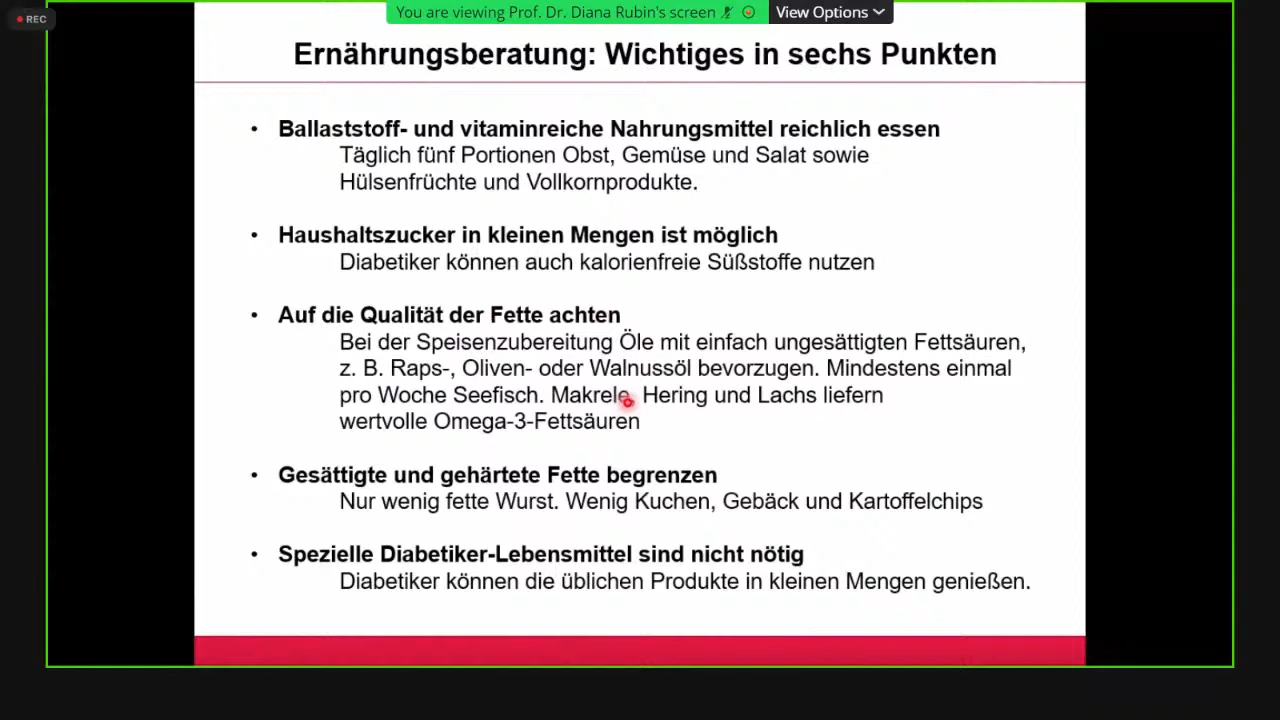 REC
You are viewing Prof. Dr. Diana Rubin's screen
View Options
Ernährungsberatung: Wichtiges in sechs Punkten
• Ballaststoff- und vitaminreiche Nahrungsmittel reichlich essen
Täglich fünf Portionen Obst, Gemüse und Salat sowie
Hülsenfrüchte und Vollkornprodukte.
• Haushaltszucker in kleinen Mengen ist möglich
Diabetiker können auch kalorienfreie Süßstoffe nutzen
• Auf die Qualität der Fette achten
Bei der Speisenzubereitung Öle mit einfach ungesättigten Fettsäuren,
z. B. Raps-, Oliven- oder Walnussöl bevorzugen. Mindestens einmal
pro Woche Seefisch. Makrele, Hering und Lachs liefern
wertvolle Omega-3-Fettsäuren
• Gesättigte und gehärtete Fette begrenzen
Nur wenig fette Wurst. Wenig Kuchen, Gebäck und Kartoffelchips
• Spezielle Diabetiker-Lebensmittel sind nicht nötig
Diabetiker können die üblichen Produkte in kleinen Mengen genießen.